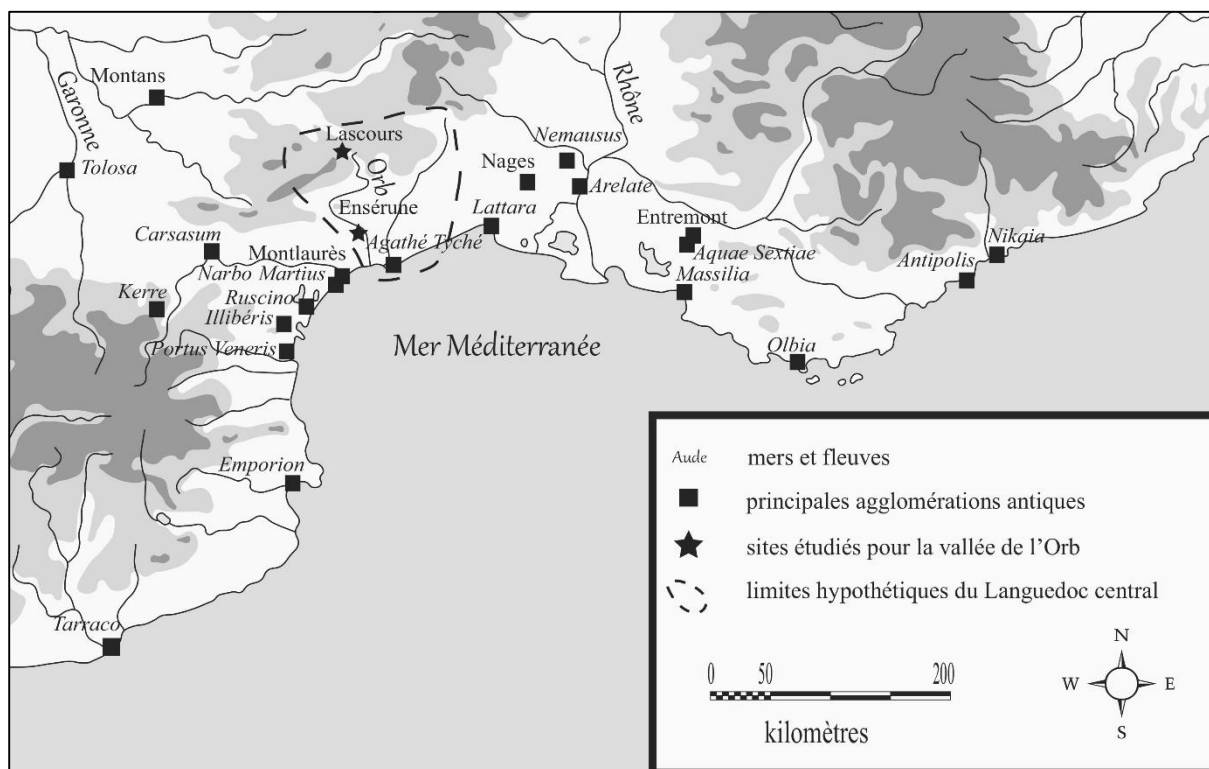 Garonne
Montans
Rhône
Lascours
Nemausus
Tolosa
Orb
Nages
Arelate
Ensérune
Lattara
Entremont
Carsasum
Agathé Tyché
Aquae Sextiae
Nikaia
Montlaurès
Narbo Martius
Massilia
Antipolis
Kerre
Ruscino
Illibéris
Portus Veneris
Mer Méditerranée
Olbia
Emporion
Tarraco
Aude mers et fleuves
principales agglomérations antiques
sites étudiés pour la vallée de l'Orb
limites hypothétiques du Languedoc central
0 50 200
kilomètres
N
W E
S